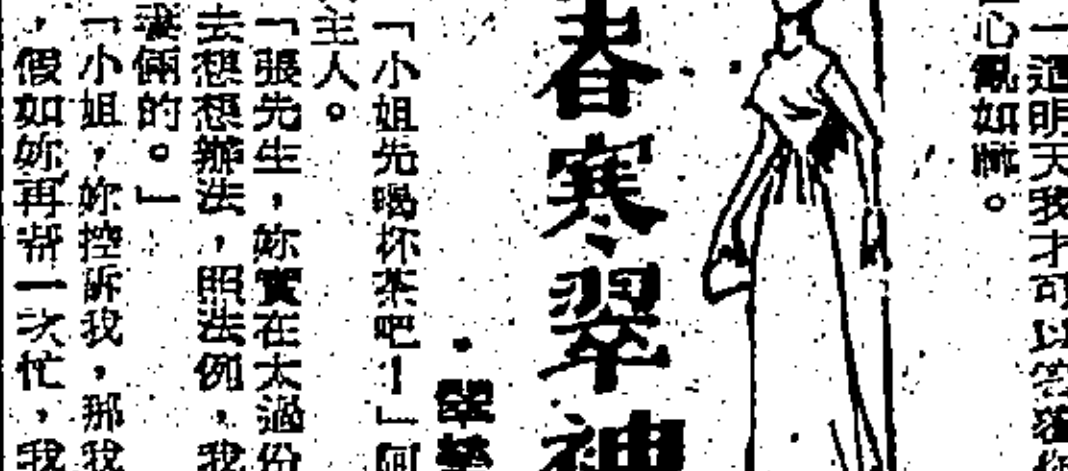 一道明天我才可以答
心亂如麻。
春寒翠神
「小姐先喝杯茶吧!」阿
主人。
「張先生,妳實在太過份
去想想辦法,照法例,我
倆的。」
「小姐,妳控訴我,那我
,假如妳再幫一次忙,我